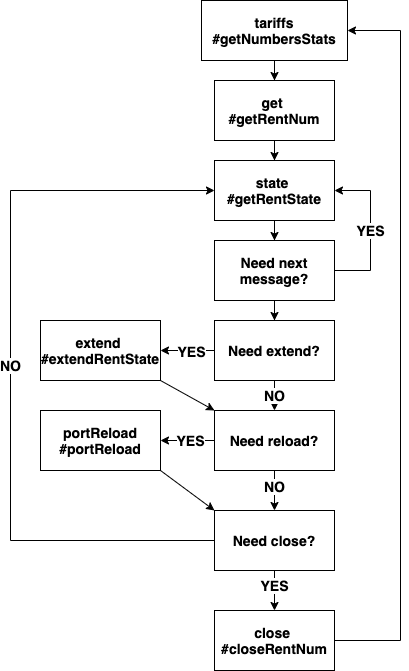 tariffs
#getNumbersStats
get
#getRentNum
state
#getRentState
YES
Need next
message?
extend
#extendRentState
YES
Need extend?
NO
NO
portReload
#portReload
YES
Need reload?
NO
Need close?
YES
close
#closeRentNum